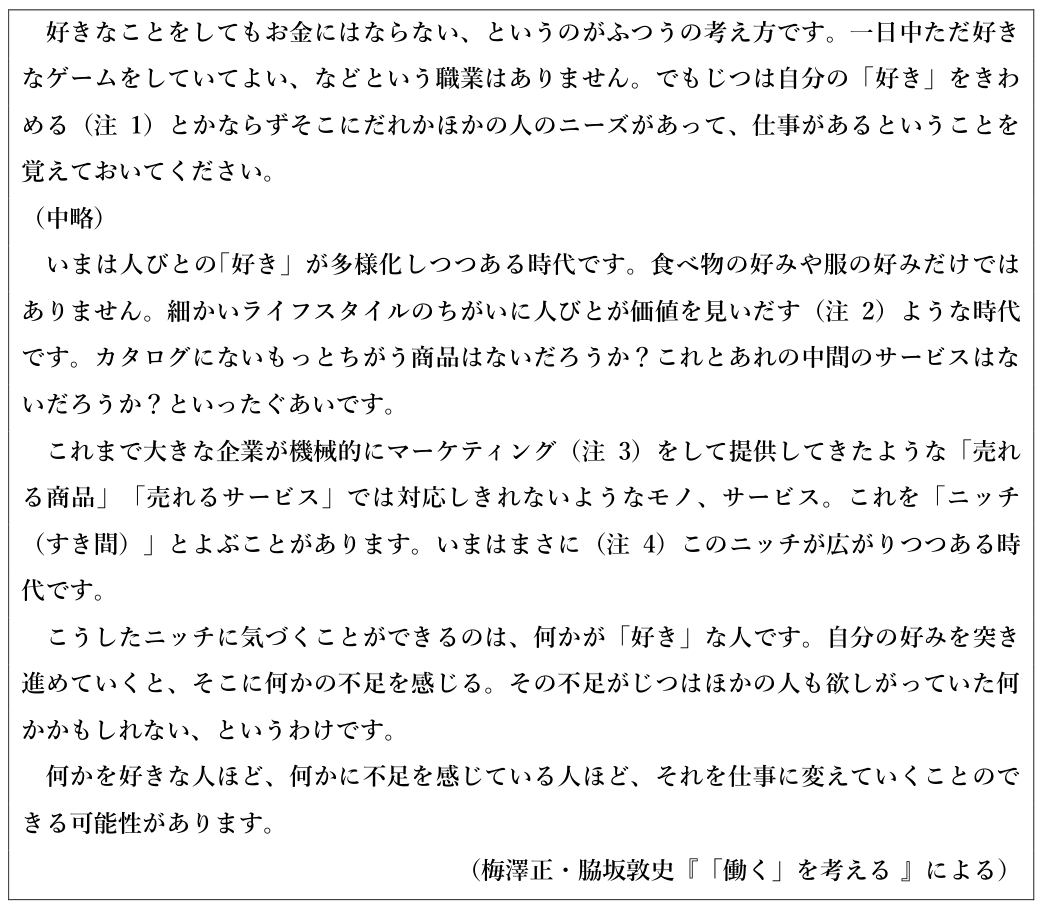 好きなことをしてもお金にはならない、というのがふつうの考え方です。一日中ただ好き
なゲームをしていてよい、などという職業はありません。でもじつは自分の「好き」をきわ
める（注 1）とかならずそこにだれかほかの人のニーズがあって、仕事があるということを
覚えておいてください。
（中略）
いまは人びとの「好き」が多様化しつつある時代です。食べ物の好みや服の好みだけでは
ありません。細かいライフスタイルのちがいに人びとが価値を見いだす（注 2）ような時代
です。カタログにないもっとちがう商品はないだろうか？これとあれの中間のサービスはな
いだろうか？といったぐあいです。
これまで大きな企業が機械的にマーケティング（注 3）をして提供してきたような「売れ
る商品」「売れるサービス」では対応しきれないようなモノ、サービス。これを「ニッチ
（すき間）」とよぶことがあります。いまはまさに（注 4）このニッチが広がりつつある時
代です。
こうしたニッチに気づくことができるのは、何かが「好き」な人です。自分の好みを突き
進めていくと、そこに何かの不足を感じる。その不足がじつはほかの人も欲しがっていた何
かかもしれない、というわけです。
何かを好きな人ほど、何かに不足を感じている人ほど、それを仕事に変えていくことので
きる可能性があります。
（梅澤正・脇坂敦史『「働く」を考える 』による）